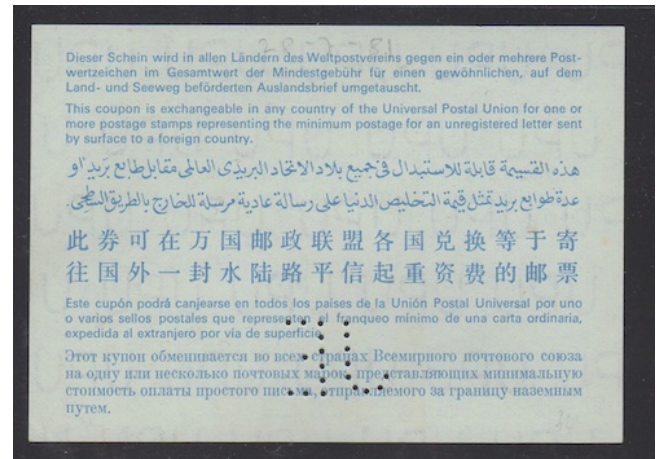 28-7-81
Dieser Schein wird in allen Ländern des Weltpostvereins gegen ein oder mehrere Post-
wertzeichen im Gesamtwert der Mindestgebühr für einen gewöhnlichen, auf dem
Land- und Seeweg beförderten Auslandsbrief umgetauscht.
This coupon is exchangeable in any country of the Universal Postal Union for one or
more postage stamps representing the minimum postage for an unregistered letter sent
by surface to a foreign country.
هذه القسيمة قابلة للاستبدال في جميع بلاد الاتحاد البريدى العالمى مقابل طابع بريد او
عدة طوابع بريد تمثل قيمة التخليص الدنيا على رسالة عادية مرسلة للخارج بالطريق السطحى.
此券可在万国邮政联盟各国兑换等于寄
往国外一封水陆路平信起重资费的邮票
Este cupón podrá canjearse en todos los países de la Unión Postal Universal por uno
o varios sellos postales que representen el franqueo mínimo de una carta ordinaria,
expedida al extranjero por vía de superficie.
Этот купон обменивается во всех странах Всемирного почтового союза
на одну или несколько почтовых марок, представляющих минимальную
стоимость оплаты простого письма, отправляемого за границу наземным
путем.